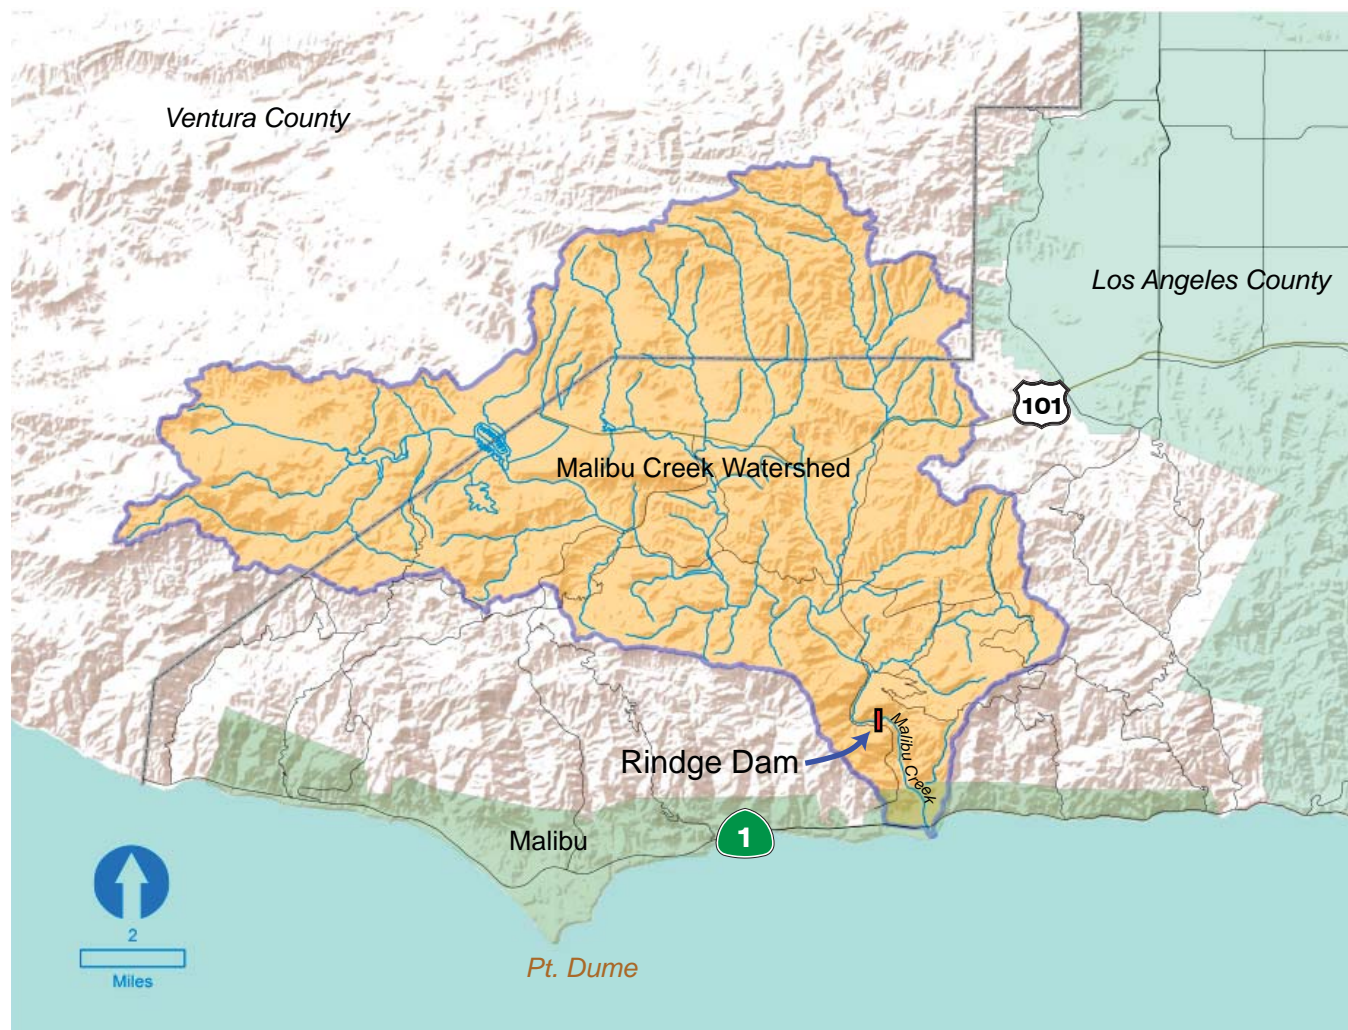 Ventura County
Los Angeles County
101
Malibu Creek Watershed
Malibu Creek
Rindge Dam
1
Malibu
2
Miles
Pt. Dume